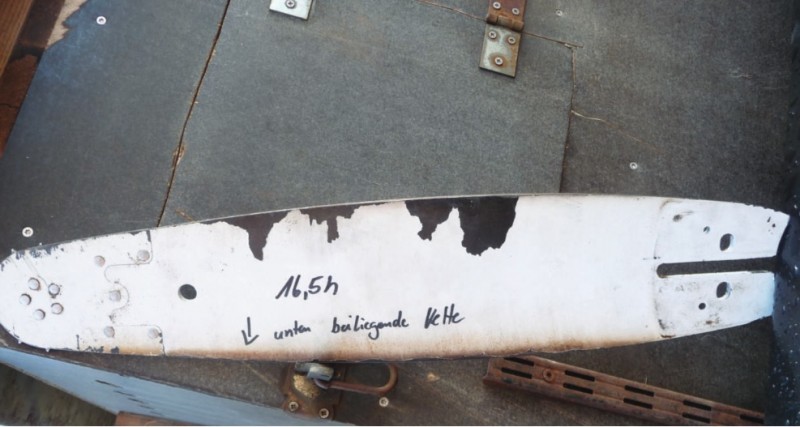 16,5h
↓ unten beiliegende Kette